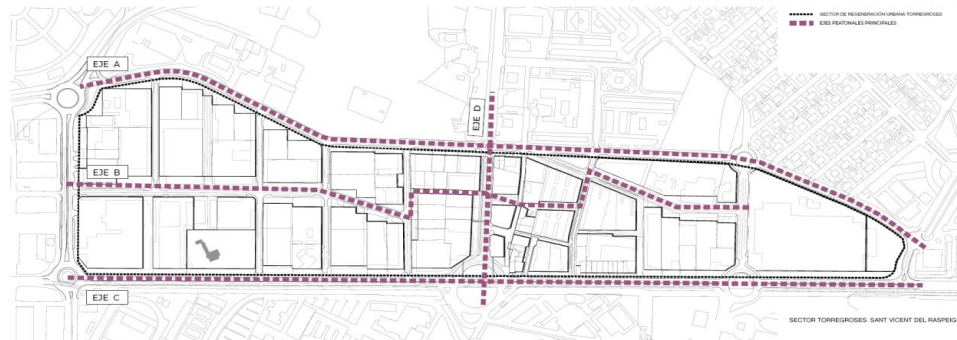 SECTOR DE REGENERACIÓN URBANA TORREGROSES
EJES PEATONALES PRINCIPALES
EJE A
EJE D
EJE B
EJE C
SECTOR TORREGROSES. SANT VICENT DEL RASPEIG